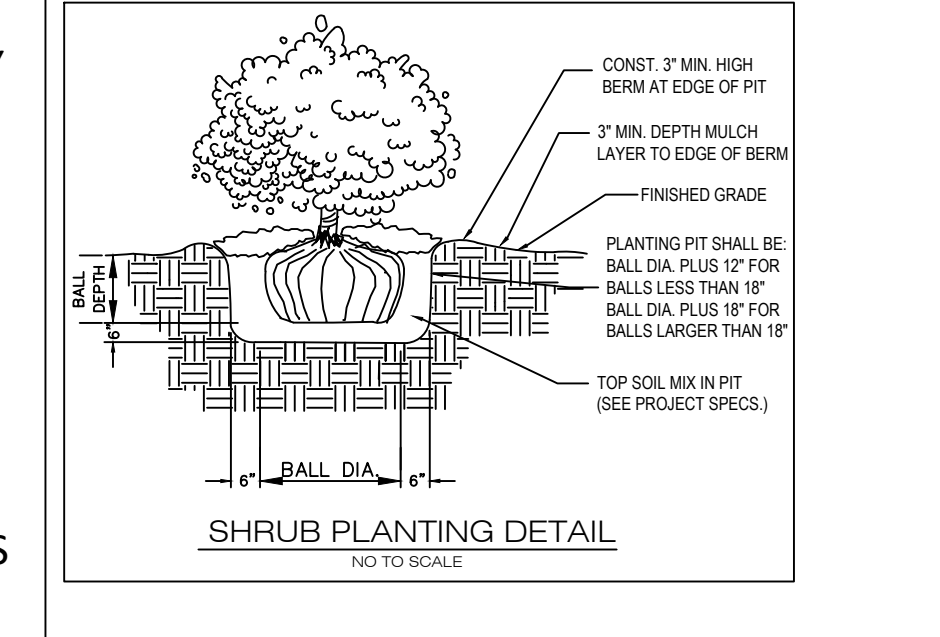 CONST. 3" MIN. HIGH
BERM AT EDGE OF PIT
3" MIN. DEPTH MULCH
LAYER TO EDGE OF BERM
FINISHED GRADE
PLANTING PIT SHALL BE:
BALL DIA. PLUS 12" FOR
BALLS LESS THAN 18"
BALL DIA. PLUS 18" FOR
BALLS LARGER THAN 18"
BALL
DEPTH
6"
TOP SOIL MIX IN PIT
(SEE PROJECT SPECS.)
6" BALL DIA. 6"
SHRUB PLANTING DETAIL
NO TO SCALE
S